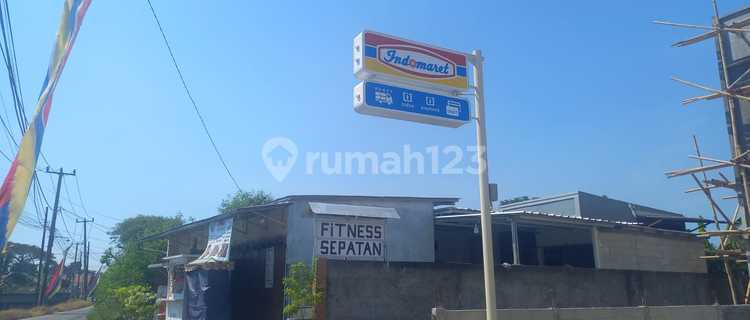 Indomaret
rumah123
FITNESS
SEPATAN